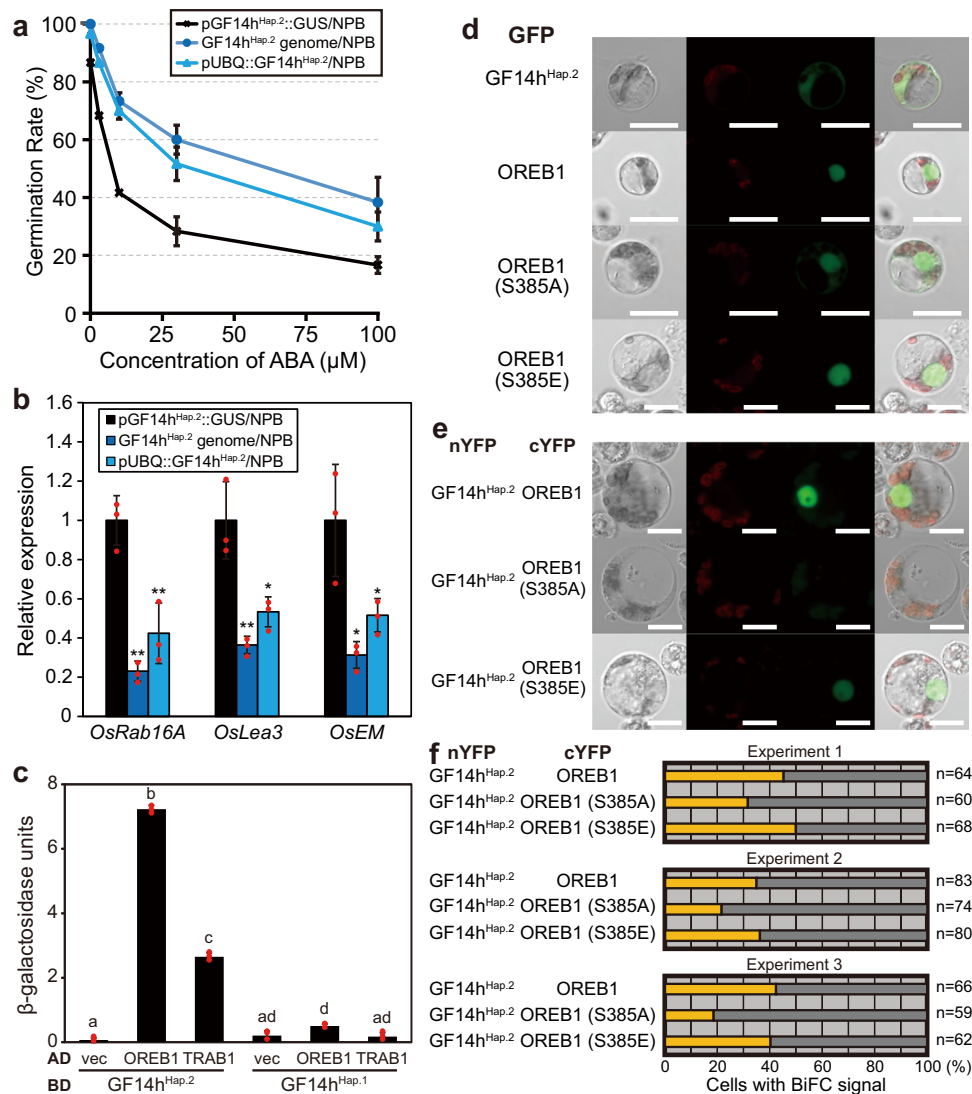 a
pGF14hHap.2::GUS/NPB
GF14hHap.2 genome/NPB
pUBQ::GF14hHap.2/NPB
Germination Rate (%)
100
80
60
40
20
0
0 25 50 75 100
Concentration of ABA (μM)
b
pGF14hHap.2::GUS/NPB
GF14hHap.2 genome/NPB
pUBQ::GF14hHap.2/NPB
Relative expression
1.6
1.4
1.2
1
0.8
0.6
0.4
0.2
0
** ** ** * * *
OsRab16A OsLea3 OsEM
c
β-galactosidase units
8
6
4
2
0
a b c ad d ad
AD vec OREB1 TRAB1 vec OREB1 TRAB1
BD GF14hHap.2 GF14hHap.1
d GFP
GF14hHap.2
OREB1
OREB1
(S385A)
OREB1
(S385E)
e nYFP cYFP
GF14hHap.2 OREB1
GF14hHap.2 OREB1
(S385A)
GF14hHap.2 OREB1
(S385E)
f nYFP cYFP
Experiment 1
GF14hHap.2 OREB1 n=64
GF14hHap.2 OREB1 (S385A) n=60
GF14hHap.2 OREB1 (S385E) n=68
Experiment 2
GF14hHap.2 OREB1 n=83
GF14hHap.2 OREB1 (S385A) n=74
GF14hHap.2 OREB1 (S385E) n=80
Experiment 3
GF14hHap.2 OREB1 n=66
GF14hHap.2 OREB1 (S385A) n=59
GF14hHap.2 OREB1 (S385E) n=62
0 20 40 60 80 100 (%)
Cells with BiFC signal